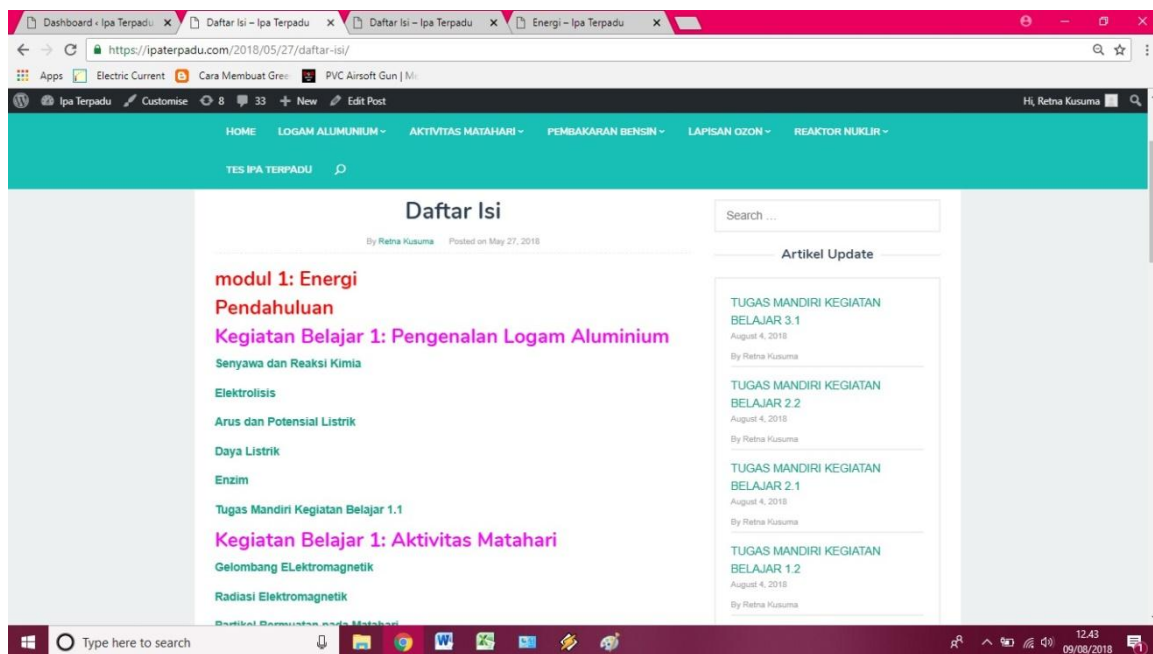 Dashboard ‹ Ipa Terpadu
Daftar Isi – Ipa Terpadu
Daftar Isi – Ipa Terpadu
Energi – Ipa Terpadu
https://ipaterpadu.com/2018/05/27/daftar-isi/
Apps Electric Current Cara Membuat Gree PVC Airsoft Gun | M
Ipa Terpadu Customise 8 33 + New Edit Post Hi, Retna Kusuma
HOME LOGAM ALUMUNIUM AKTIVITAS MATAHARI PEMBAKARAN BENSIN LAPISAN OZON REAKTOR NUKLIR
TES IPA TERPADU
Daftar Isi
By Retna Kusuma Posted on May 27, 2018
modul 1: Energi
Pendahuluan
Kegiatan Belajar 1: Pengenalan Logam Aluminium
Senyawa dan Reaksi Kimia
Elektrolisis
Arus dan Potensial Listrik
Daya Listrik
Enzim
Tugas Mandiri Kegiatan Belajar 1.1
Kegiatan Belajar 1: Aktivitas Matahari
Gelombang ELektromagnetik
Radiasi Elektromagnetik
Partikel Bermuatan pada Matahari
Search …
Artikel Update
TUGAS MANDIRI KEGIATAN
BELAJAR 3.1
August 4, 2018
By Retna Kusuma
TUGAS MANDIRI KEGIATAN
BELAJAR 2.2
August 4, 2018
By Retna Kusuma
TUGAS MANDIRI KEGIATAN
BELAJAR 2.1
August 4, 2018
By Retna Kusuma
TUGAS MANDIRI KEGIATAN
BELAJAR 1.2
August 4, 2018
By Retna Kusuma
Type here to search
12.43
09/08/2018